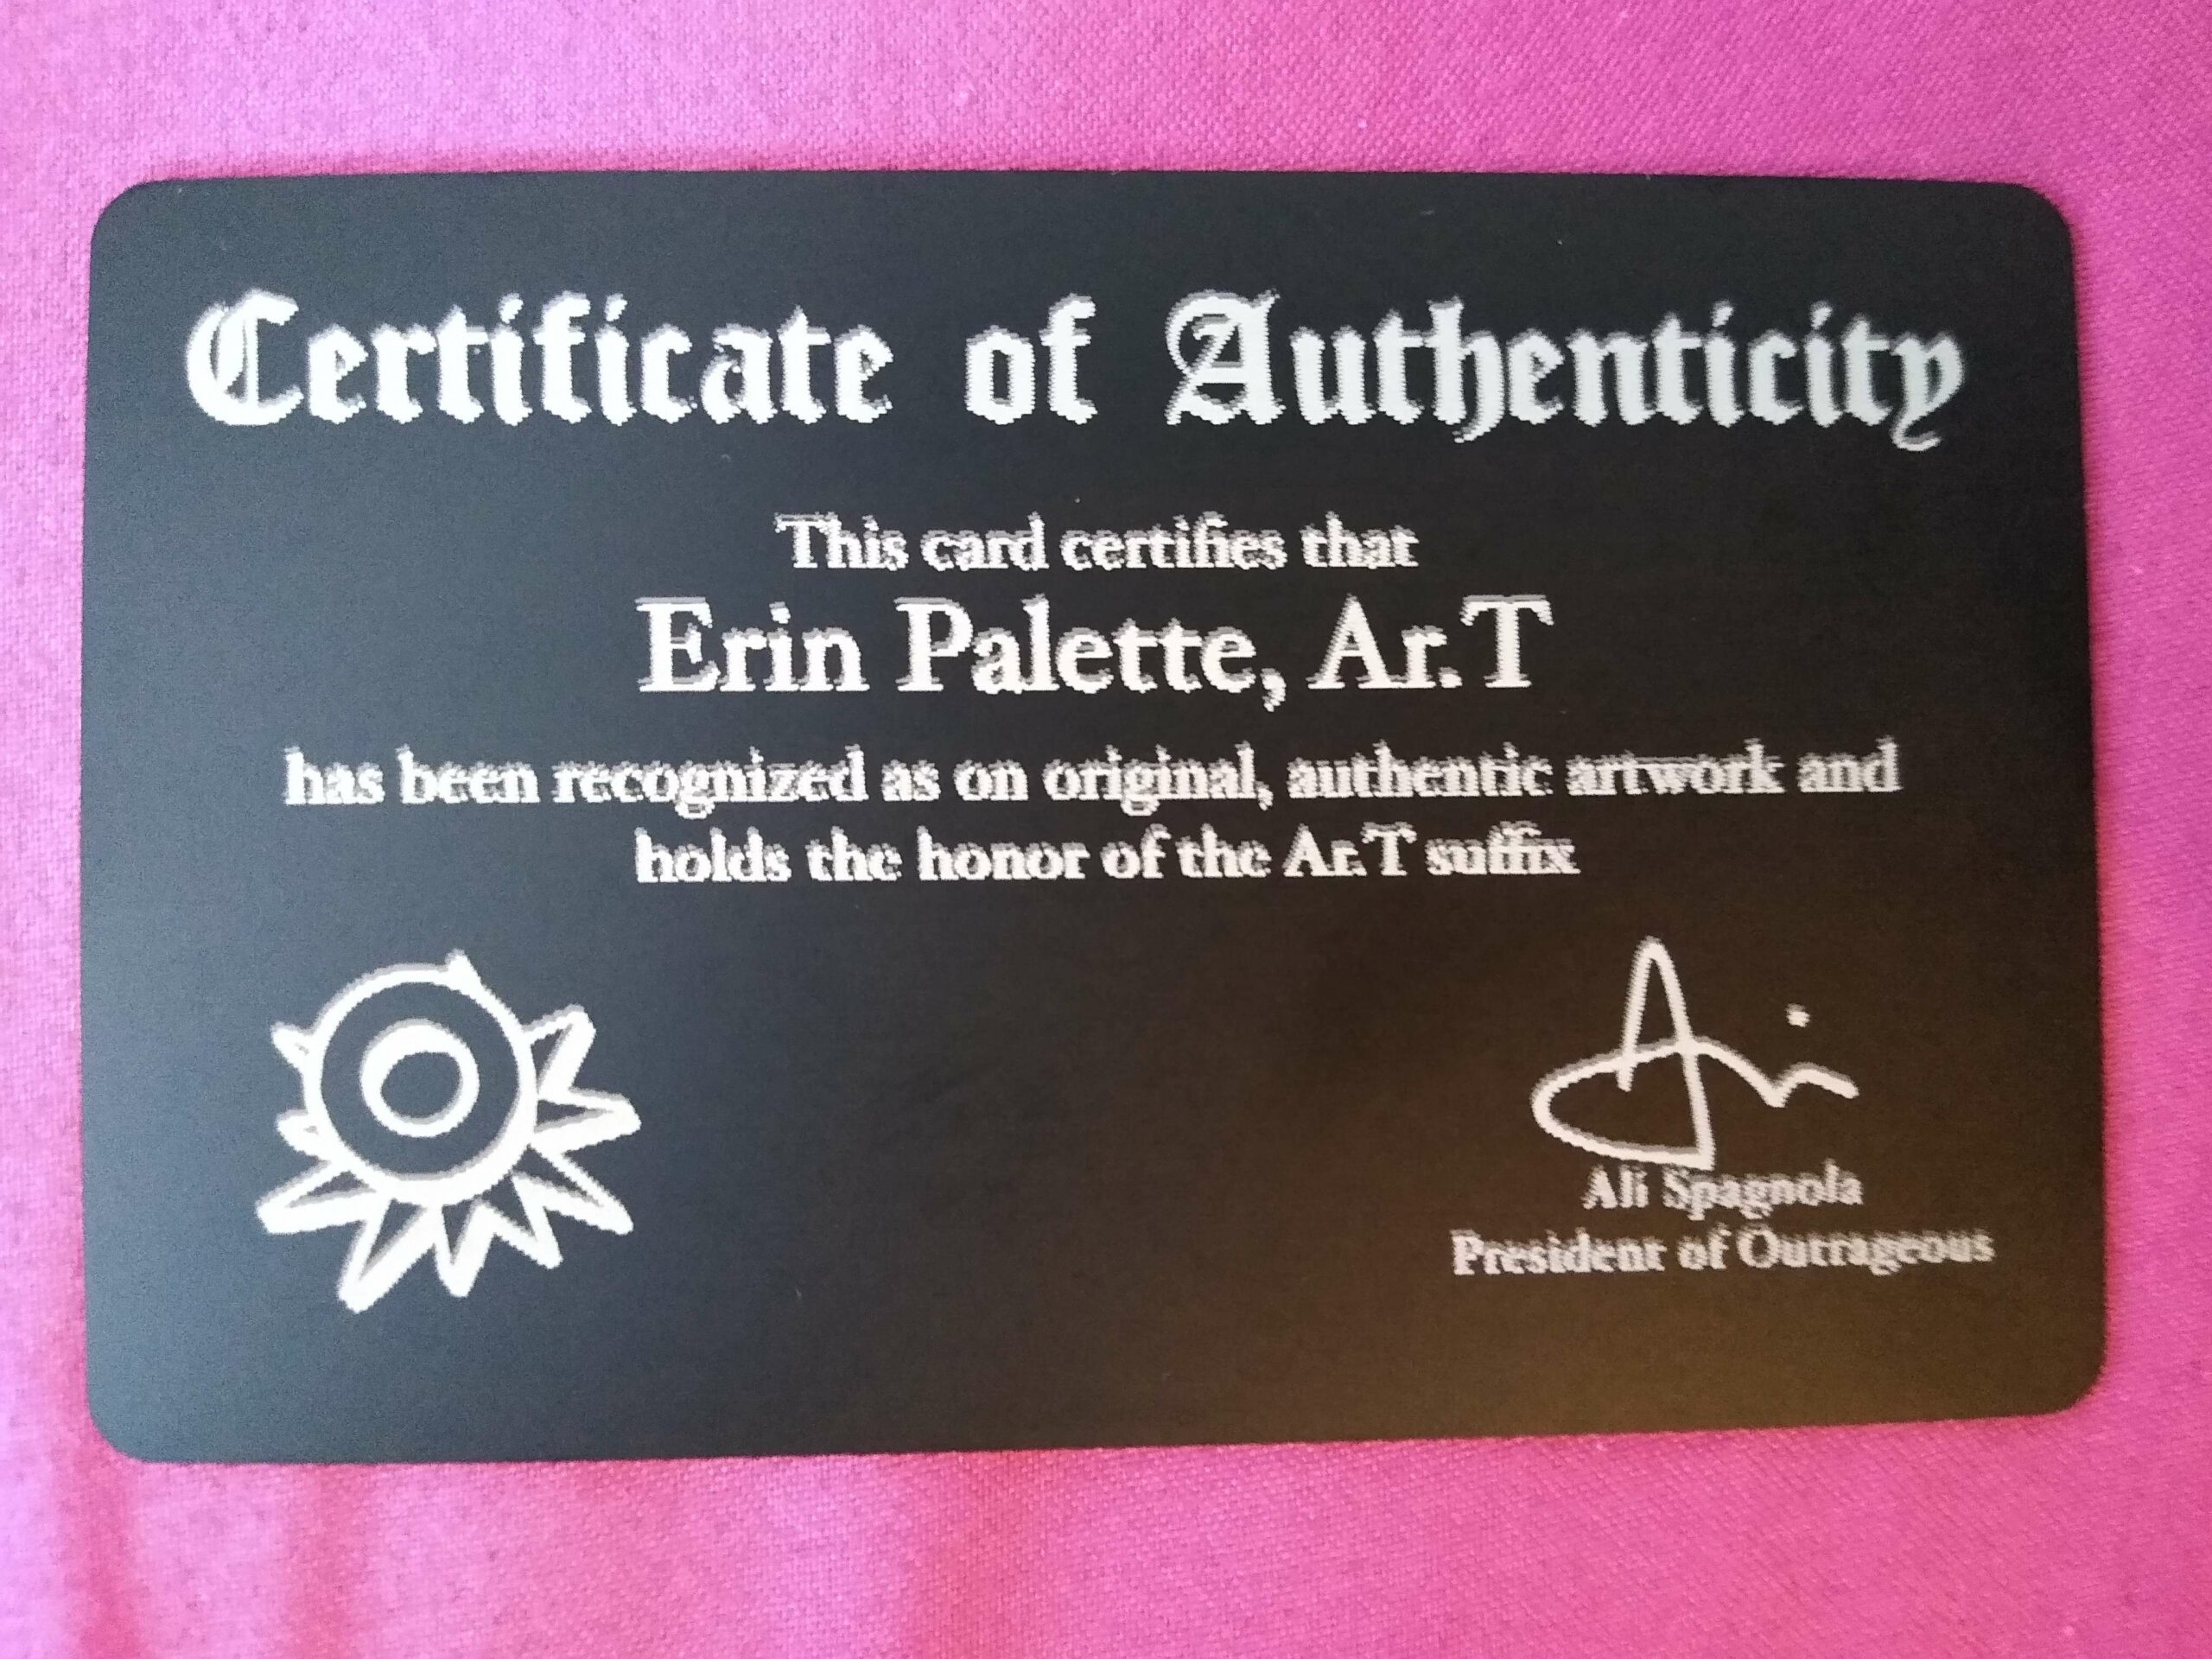 Certificate of Authenticity
This card certifies that
Erin Palette, Ar.T
has been recognized as on original, authentic artwork and
holds the honor of the Ar.T suffix
Ali
Ali Spagnola
President of Outrageous